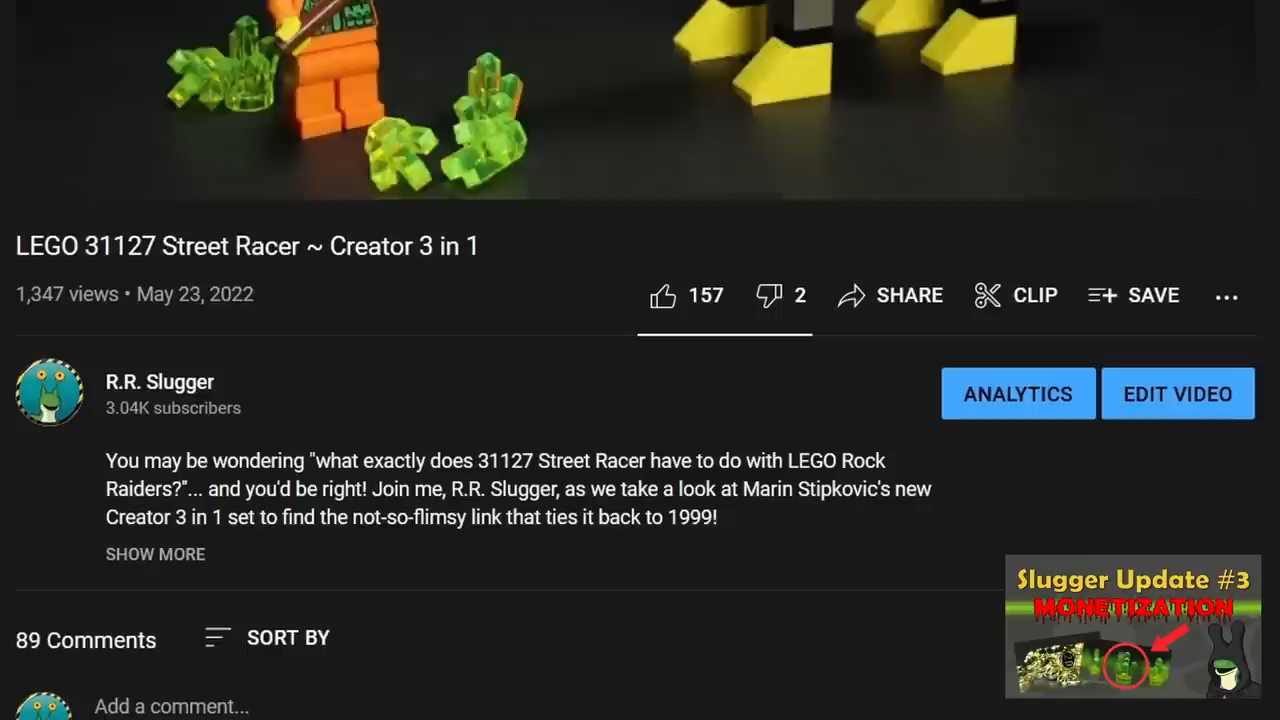 LEGO 31127 Street Racer ~ Creator 3 in 1
1,347 views • May 23, 2022
157
2
SHARE
CLIP
SAVE
R.R. Slugger
3.04K subscribers
ANALYTICS
EDIT VIDEO
You may be wondering "what exactly does 31127 Street Racer have to do with LEGO Rock
Raiders?"... and you'd be right! Join me, R.R. Slugger, as we take a look at Marin Stipkovic's new
Creator 3 in 1 set to find the not-so-flimsy link that ties it back to 1999!
SHOW MORE
89 Comments
SORT BY
Add a comment...
Slugger Update #3
MONETIZATION